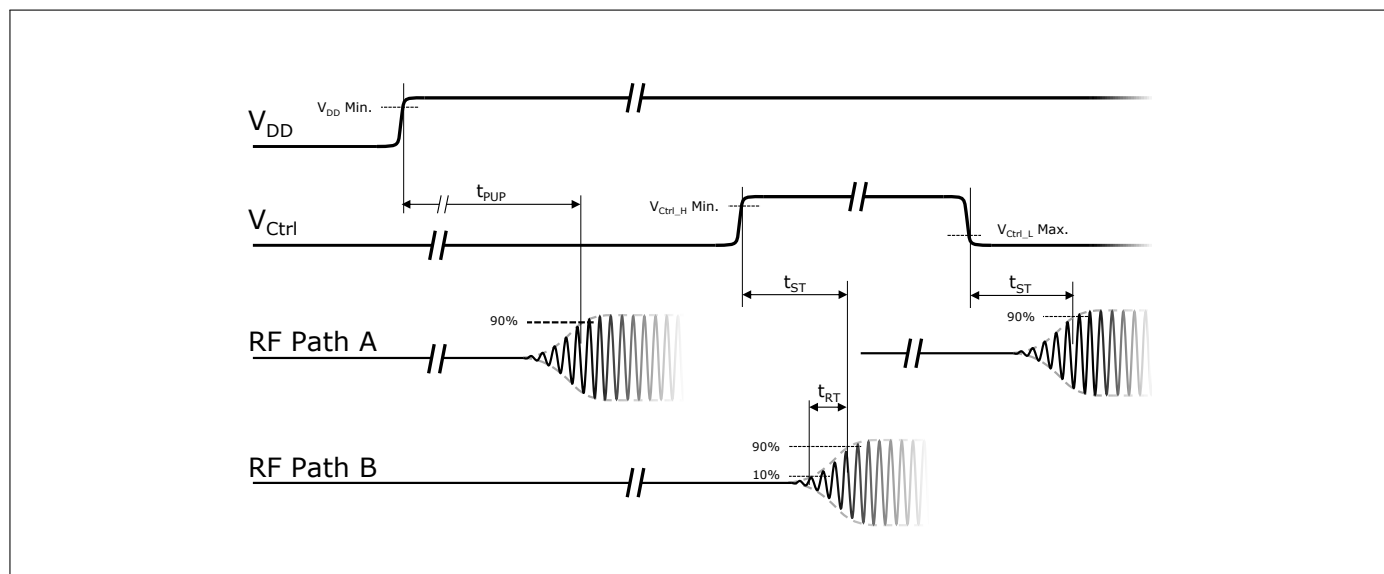 V_DD Min.
V_DD
t_PUP
V_Ctrl_H Min.
V_Ctrl
V_Ctrl_L Max.
t_ST
t_ST
90%
90%
RF Path A
t_RT
90%
RF Path B
10%